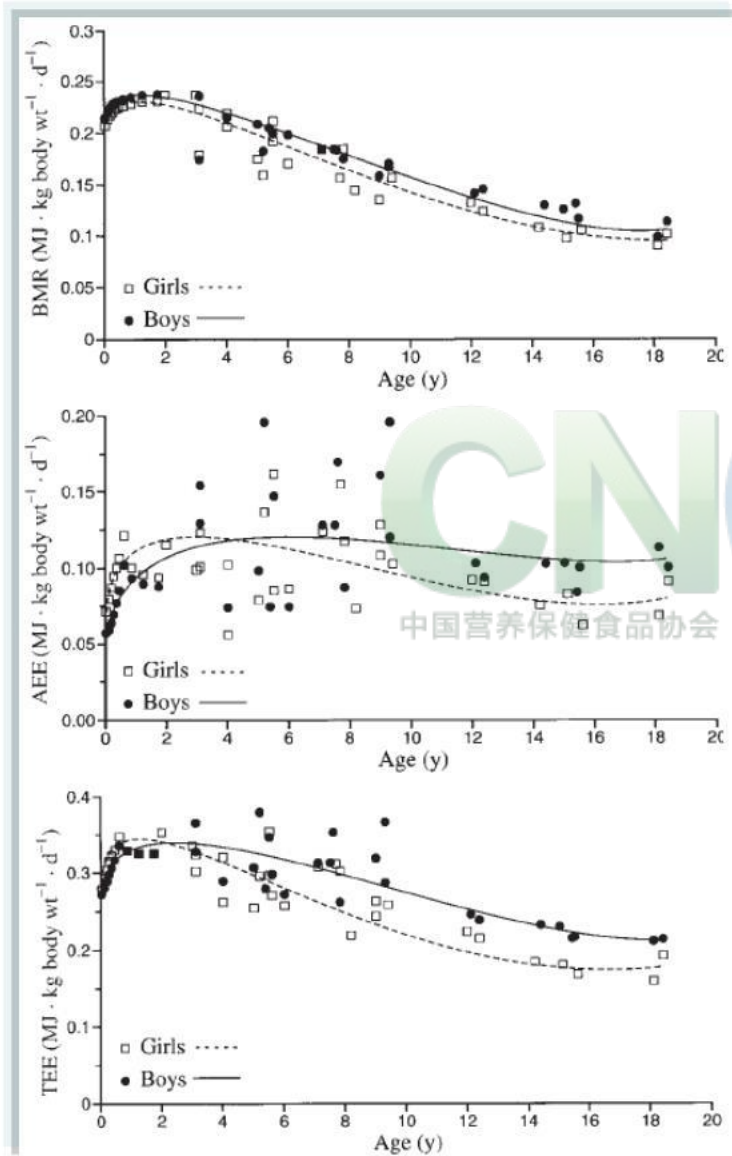 0.3
0.25
0.2
0.15
0.1
0.05
0
BMR (MJ · kg body wt⁻¹ · d⁻¹)
Girls
Boys
0 2 4 6 8 10 12 14 16 18 20
Age (y)
0.20
0.15
0.10
0.05
0.00
AEE (MJ · kg body wt⁻¹ · d⁻¹)
CN
中国营养保健食品协会
Girls
Boys
0 2 4 6 8 10 12 14 16 18 20
Age (y)
0.4
0.3
0.2
0.1
0
TEE (MJ · kg body wt⁻¹ · d⁻¹)
Girls
Boys
0 2 4 6 8 10 12 14 16 18 20
Age (y)